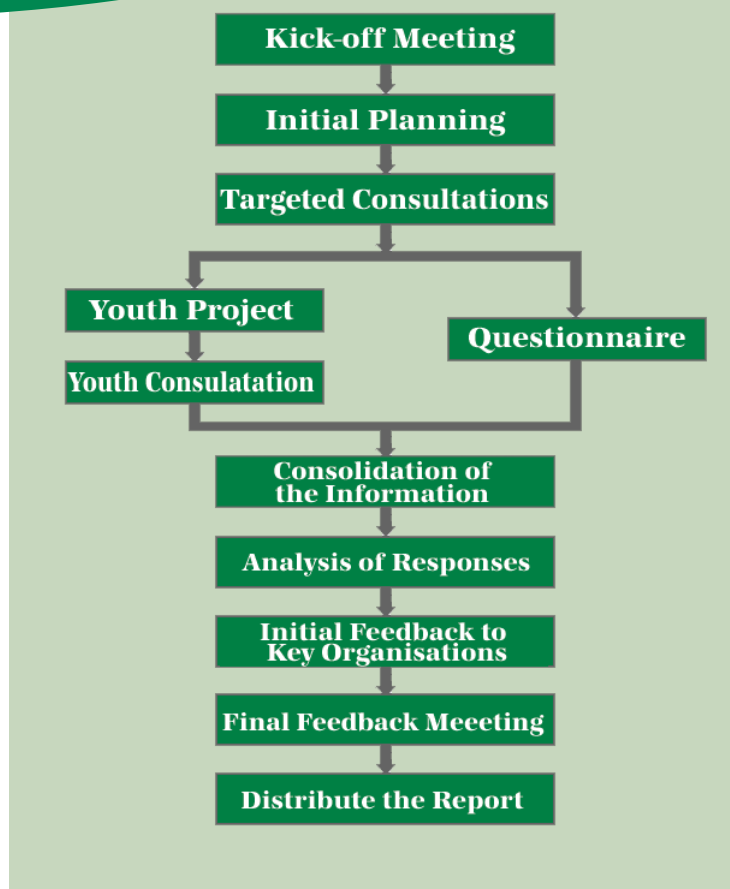 Kick-off Meeting
Initial Planning
Targeted Consultations
Youth Project
Questionnaire
Youth Consulatation
Consolidation of
the Information
Analysis of Responses
Initial Feedback to
Key Organisations
Final Feedback Meeeting
Distribute the Report